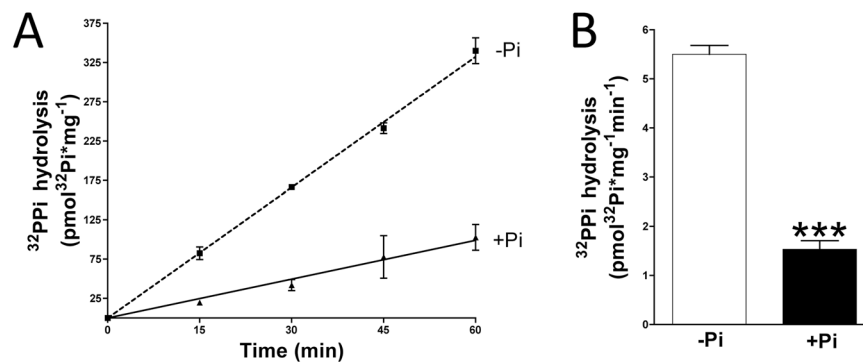 A
³²PPi hydrolysis
(pmol³²Pi*mg⁻¹)
375
325
275
225
175
125
75
25
0
15
30
45
60
Time (min)
-Pi
+Pi
B
³²PPi hydrolysis
(pmol³²Pi*mg⁻¹min⁻¹)
6
5
4
3
2
1
0
***
-Pi
+Pi